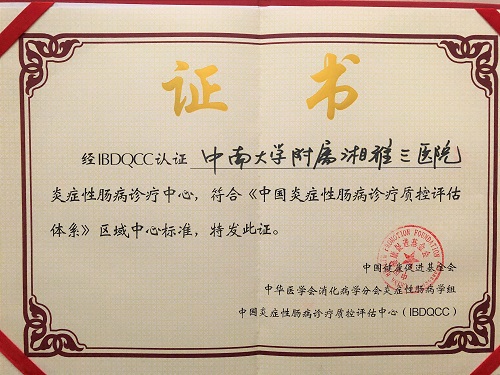 证书
经IBDQCC认证 中南大学附属湘雅三医院
炎症性肠病诊疗中心，符合《中国炎症性肠病诊疗质控评估
体系》区域中心标准，特发此证。
中国健康促进基金会
中华医学会消化病学分会炎症性肠病学组
中国炎症性肠病诊疗质控评估中心（IBDQCC）